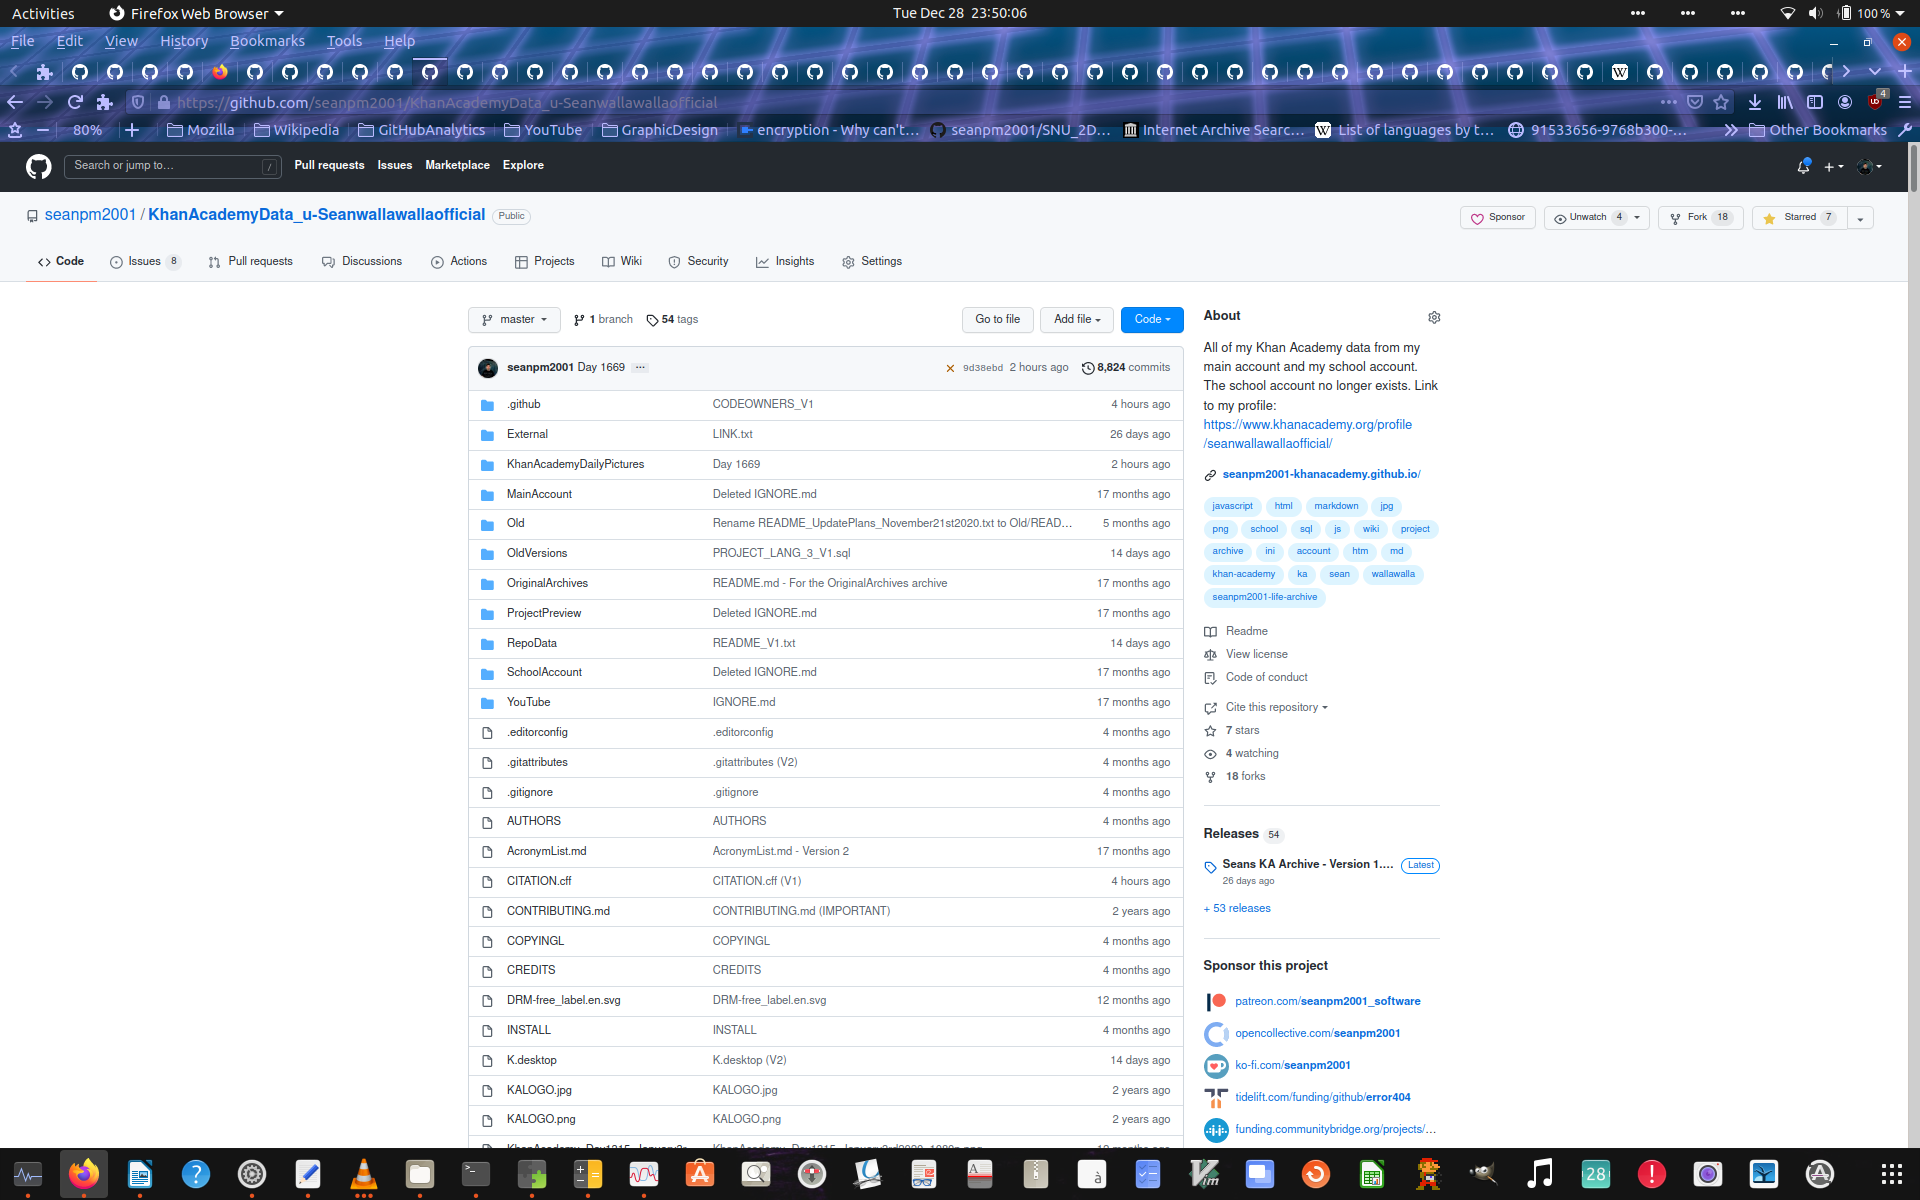 Activities
Firefox Web Browser
Tue Dec 28 23:50:06
100 %
File Edit View History Bookmarks Tools Help
https://github.com/seanpm2001/KhanAcademyData_u-Seanwallawallaofficial
4
80%
Mozilla
Wikipedia
GitHubAnalytics
YouTube
GraphicDesign
encryption - Why can't…
seanpm2001/SNU_2D…
Internet Archive Searc…
List of languages by t…
91533656-9768b300-…
Other Bookmarks
Search or jump to…
/
Pull requests Issues Marketplace Explore
seanpm2001 / KhanAcademyData_u-Seanwallawallaofficial Public
Sponsor
Unwatch 4
Fork 18
Starred 7
Code
Issues 8
Pull requests
Discussions
Actions
Projects
Wiki
Security
Insights
Settings
master
1 branch
54 tags
Go to file
Add file
Code
seanpm2001 Day 1669 ... 9d38ebd 2 hours ago 8,824 commits
.github CODEOWNERS_V1 4 hours ago
External LINK.txt 26 days ago
KhanAcademyDailyPictures Day 1669 2 hours ago
MainAccount Deleted IGNORE.md 17 months ago
Old Rename README_UpdatePlans_November21st2020.txt to Old/READ… 5 months ago
OldVersions PROJECT_LANG_3_V1.sql 14 days ago
OriginalArchives README.md - For the OriginalArchives archive 17 months ago
ProjectPreview Deleted IGNORE.md 17 months ago
RepoData README_V1.txt 14 days ago
SchoolAccount Deleted IGNORE.md 17 months ago
YouTube IGNORE.md 17 months ago
.editorconfig .editorconfig 4 months ago
.gitattributes .gitattributes (V2) 4 months ago
.gitignore .gitignore 4 months ago
AUTHORS AUTHORS 4 months ago
AcronymList.md AcronymList.md - Version 2 17 months ago
CITATION.cff CITATION.cff (V1) 4 hours ago
CONTRIBUTING.md CONTRIBUTING.md (IMPORTANT) 2 years ago
COPYINGL COPYINGL 4 months ago
CREDITS CREDITS 4 months ago
DRM-free_label.en.svg DRM-free_label.en.svg 12 months ago
INSTALL INSTALL 4 months ago
K.desktop K.desktop (V2) 14 days ago
KALOGO.jpg KALOGO.jpg 2 years ago
KALOGO.png KALOGO.png 2 years ago
About
All of my Khan Academy data from my
main account and my school account.
The school account no longer exists. Link
to my profile:
https://www.khanacademy.org/profile
/seanwallawallaofficial/
seanpm2001-khanacademy.github.io/
javascript html markdown jpg
png school sql js wiki project
archive ini account htm md
khan-academy ka sean wallawalla
seanpm2001-life-archive
Readme
View license
Code of conduct
Cite this repository
7 stars
4 watching
18 forks
Releases 54
Seans KA Archive - Version 1.… Latest
26 days ago
+ 53 releases
Sponsor this project
patreon.com/seanpm2001_software
opencollective.com/seanpm2001
ko-fi.com/seanpm2001
tidelift.com/funding/github/error404
funding.communitybridge.org/projects/…
28